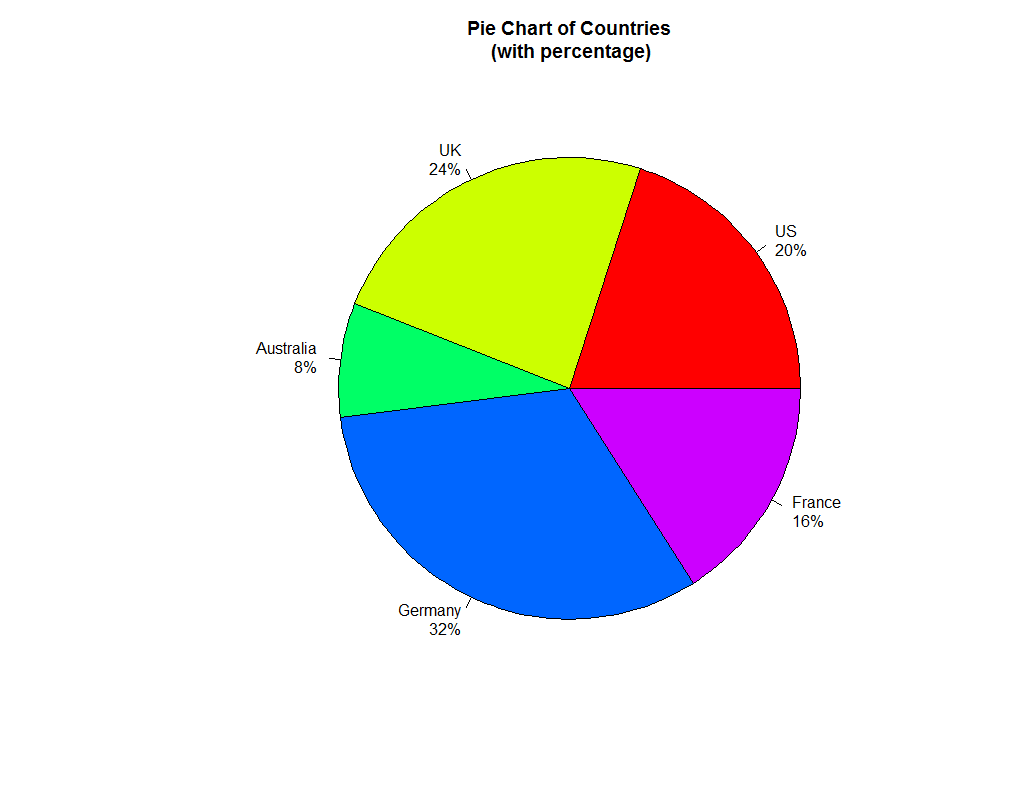 Pie Chart of Countries
(with percentage)
UK
24%
US
20%
Australia
8%
France
16%
Germany
32%